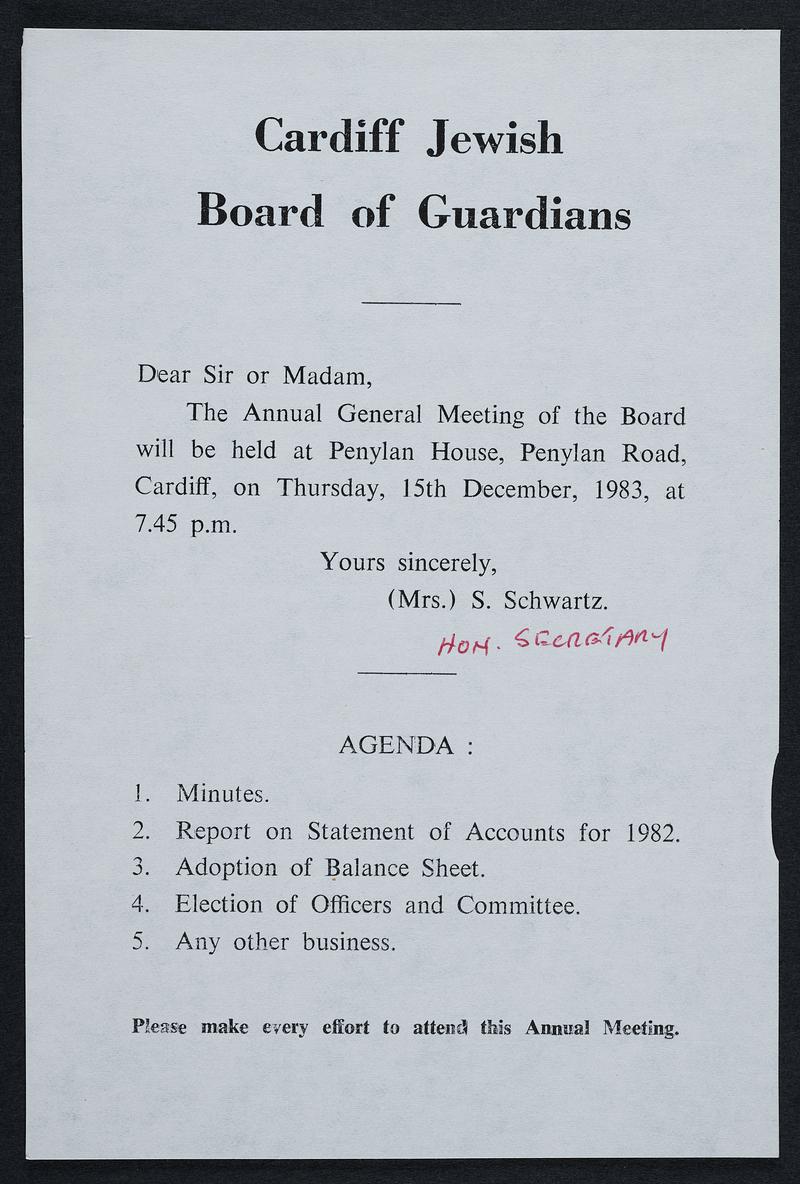 Cardiff Jewish
Board of Guardians
Dear Sir or Madam,
The Annual General Meeting of the Board
will be held at Penylan House, Penylan Road,
Cardiff, on Thursday, 15th December, 1983, at
7.45 p.m.
Yours sincerely,
(Mrs.) S. Schwartz.
HON. SECRETARY
AGENDA :
1. Minutes.
2. Report on Statement of Accounts for 1982.
3. Adoption of Balance Sheet.
4. Election of Officers and Committee.
5. Any other business.
Please make every effort to attend this Annual Meeting.